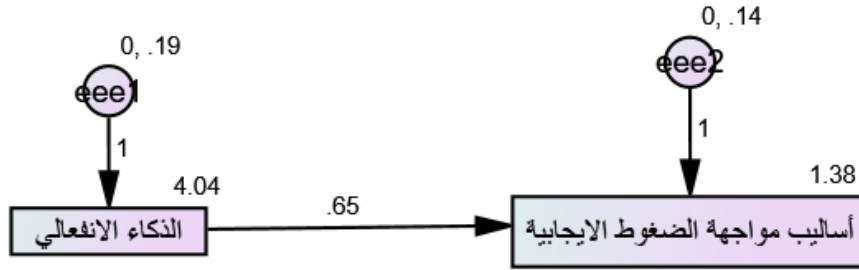 0, .19
0, .14
eee1
eee2
1
1
4.04
1.38
.65
الذكاء الانفعالي
أساليب مواجهة الضغوط الايجابية